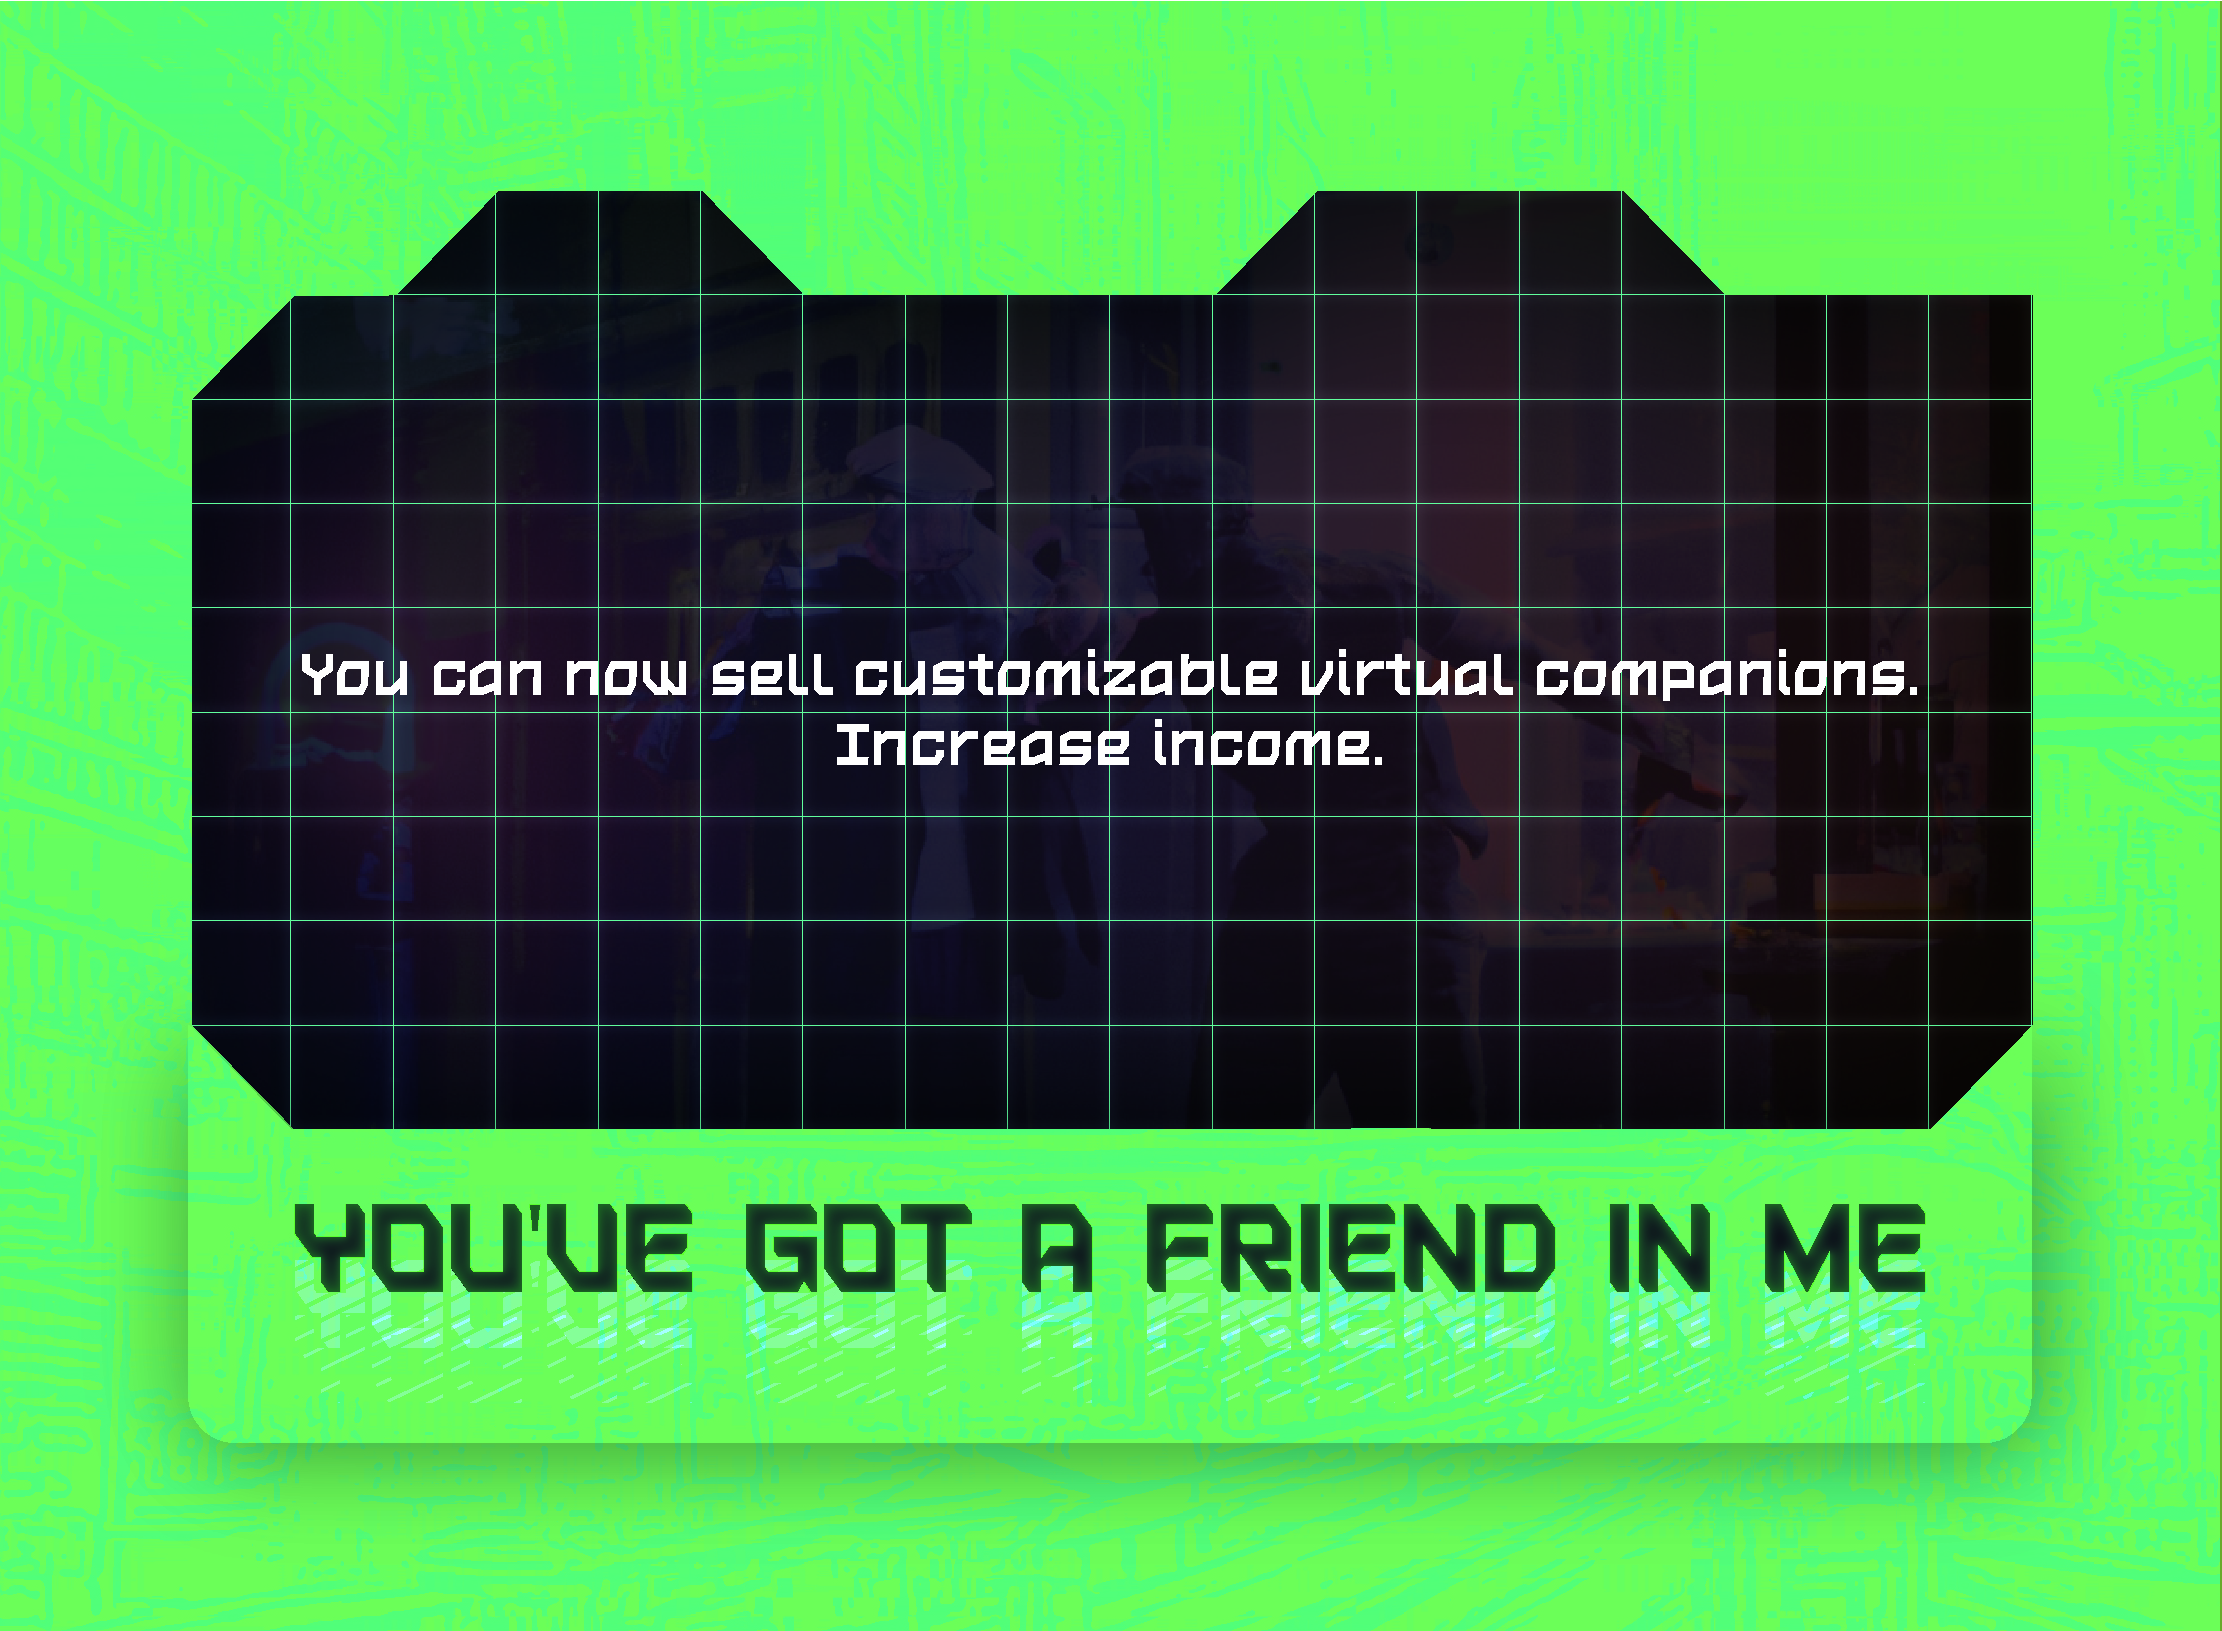 You can now sell customizable virtual companions.
Increase income.
YOU'VE GOT A FRIEND IN ME